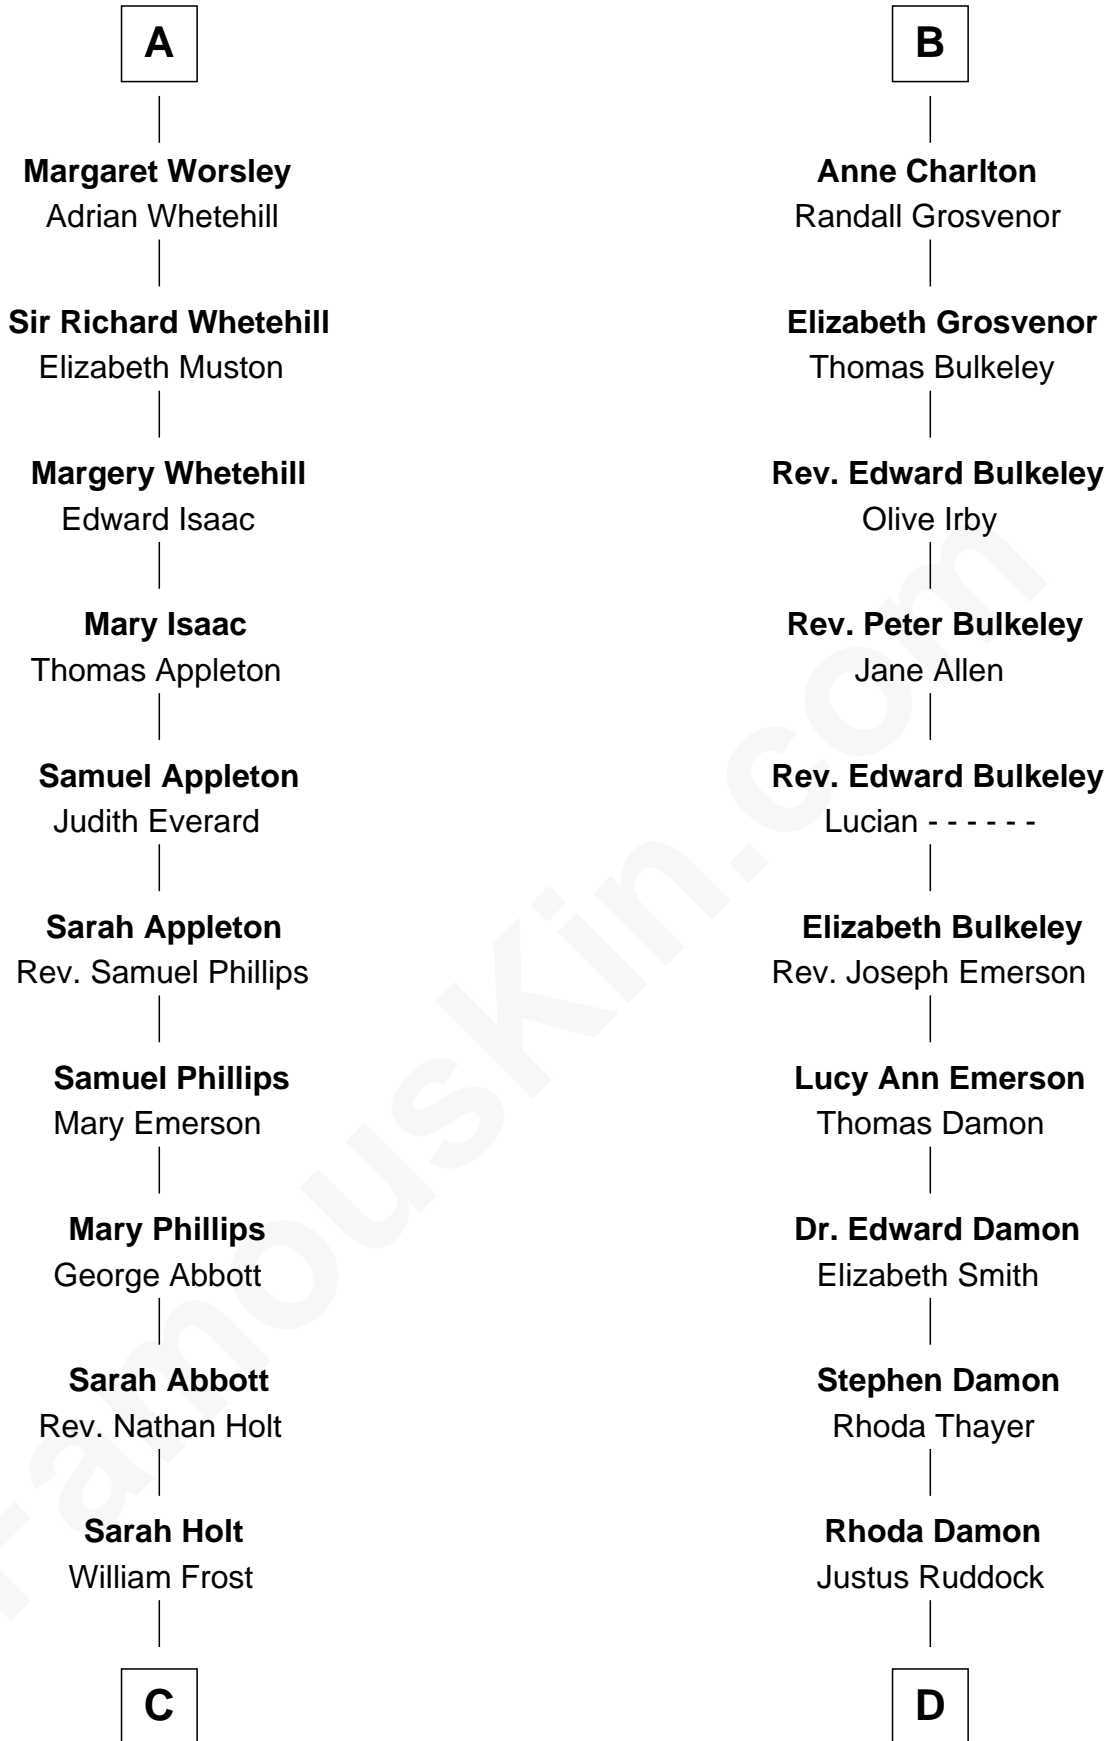 A
Margaret Worsley
Adrian Whetehill
Sir Richard Whetehill
Elizabeth Muston
Margery Whetehill
Edward Isaac
Mary Isaac
Thomas Appleton
Samuel Appleton
Judith Everard
Sarah Appleton
Rev. Samuel Phillips
Samuel Phillips
Mary Emerson
Mary Phillips
George Abbott
Sarah Abbott
Rev. Nathan Holt
Sarah Holt
William Frost
C
B
Anne Charlton
Randall Grosvenor
Elizabeth Grosvenor
Thomas Bulkeley
Rev. Edward Bulkeley
Olive Irby
Rev. Peter Bulkeley
Jane Allen
Rev. Edward Bulkeley
Lucian - - - - - -
Elizabeth Bulkeley
Rev. Joseph Emerson
Lucy Ann Emerson
Thomas Damon
Dr. Edward Damon
Elizabeth Smith
Stephen Damon
Rhoda Thayer
Rhoda Damon
Justus Ruddock
D
FamousKin.com